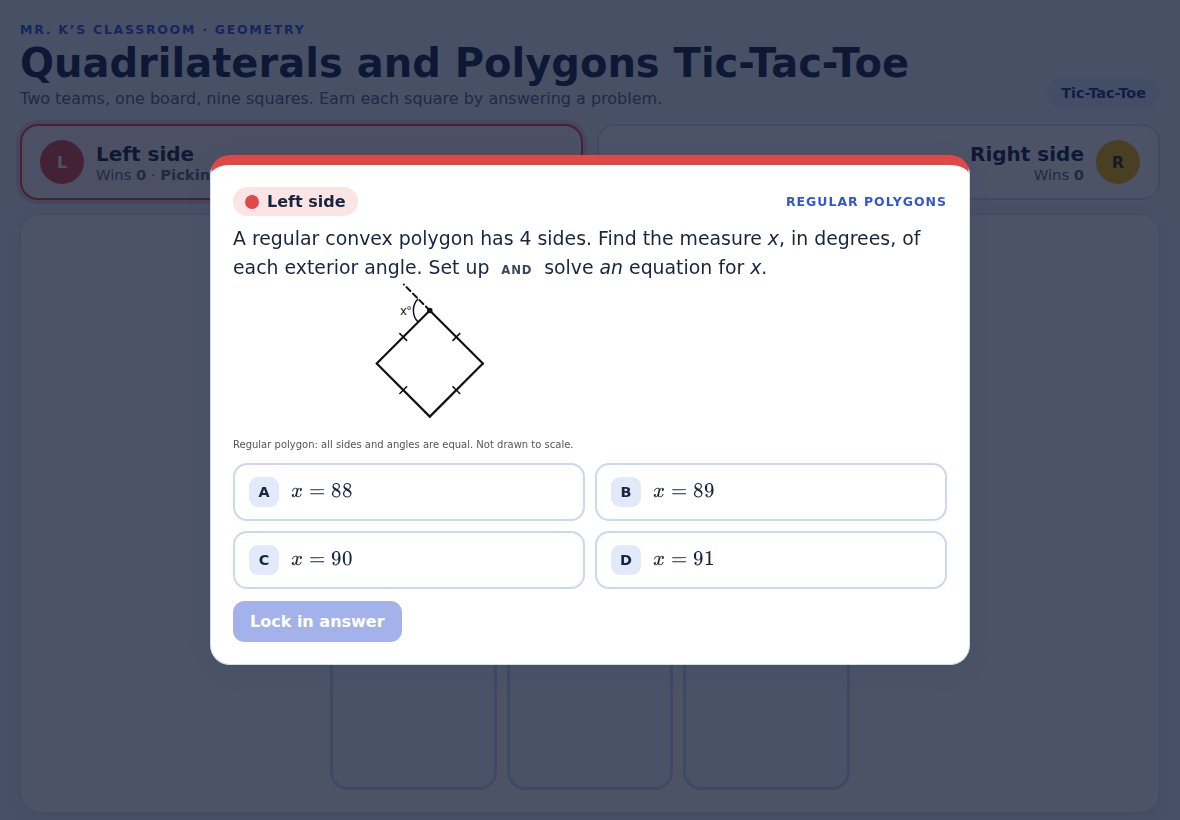 MR. K’S CLASSROOM · GEOMETRY
Quadrilaterals and Polygons Tic-Tac-Toe
Two teams, one board, nine squares. Earn each square by answering a problem.
Tic-Tac-Toe
L
Left side
Wins 0 · Pickin
Right side
Wins 0
R
Left side
REGULAR POLYGONS
A regular convex polygon has 4 sides. Find the measure x, in degrees, of
each exterior angle. Set up AND solve an equation for x.
x°
Regular polygon: all sides and angles are equal. Not drawn to scale.
A x = 88
B x = 89
C x = 90
D x = 91
Lock in answer